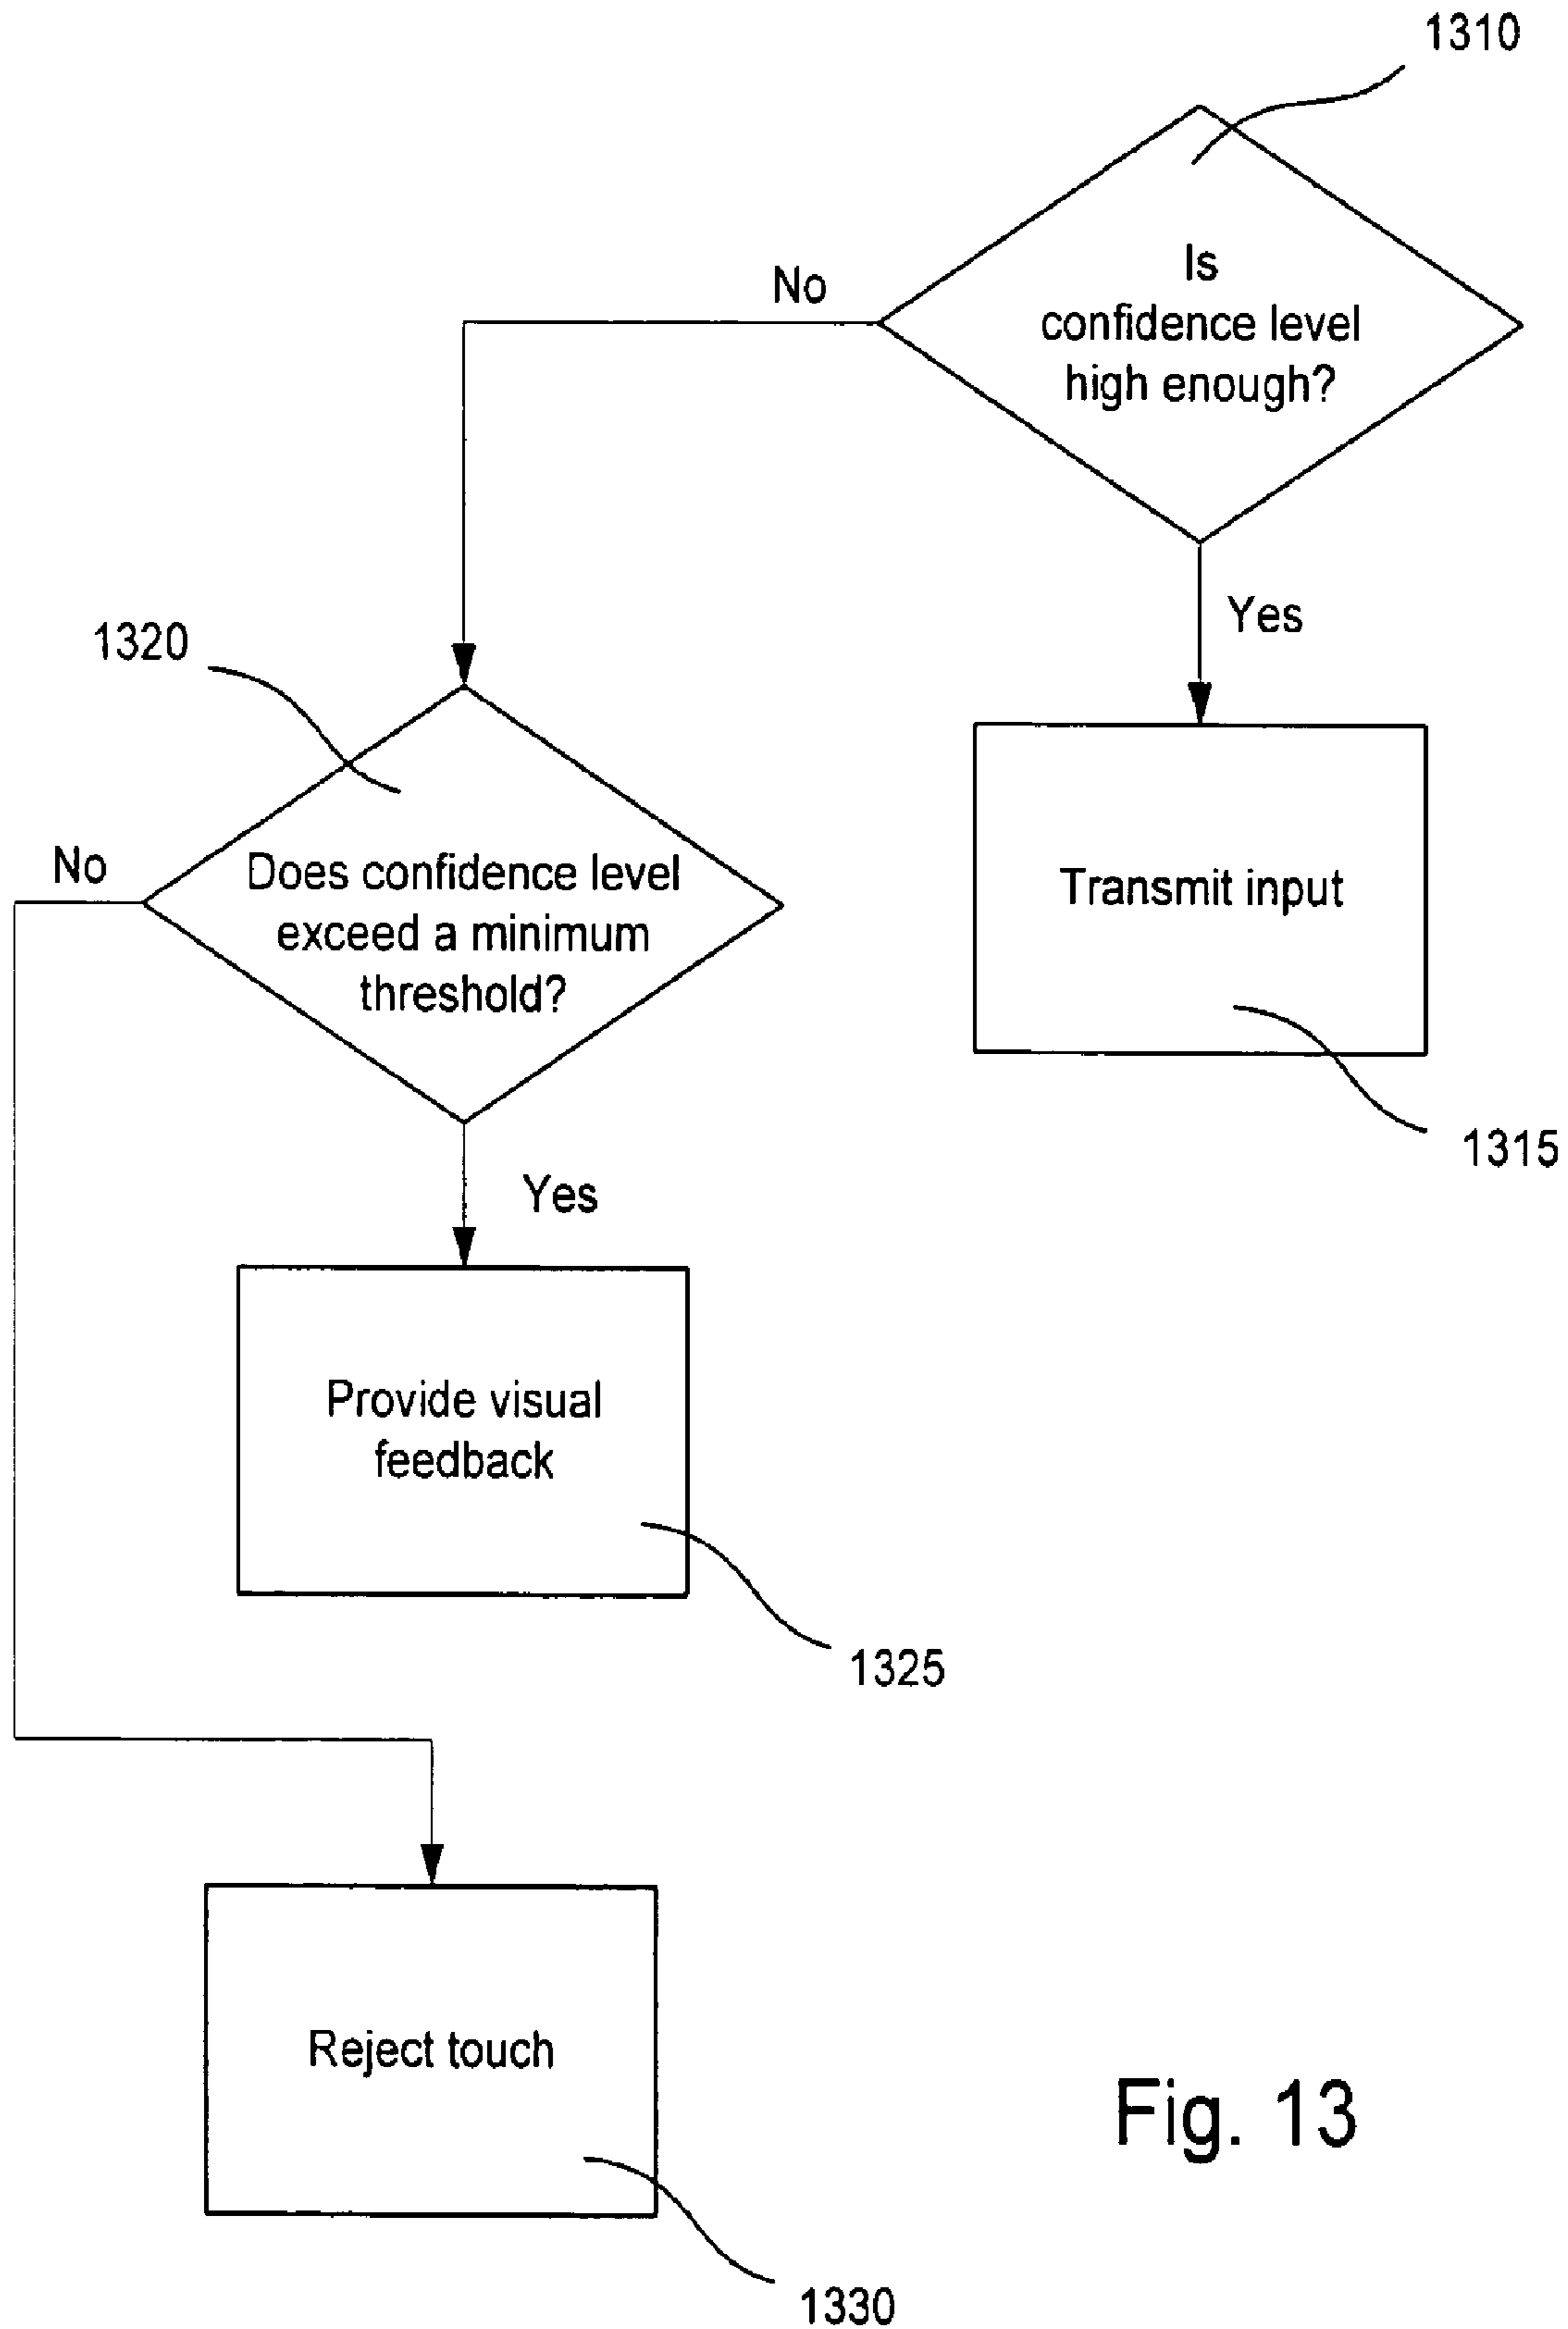 1310
Is
confidence level
high enough?
No
Yes
1320
Transmit input
No
Does confidence level
exceed a minimum
threshold?
1315
Yes
Provide visual
feedback
1325
Reject touch
Fig. 13
1330